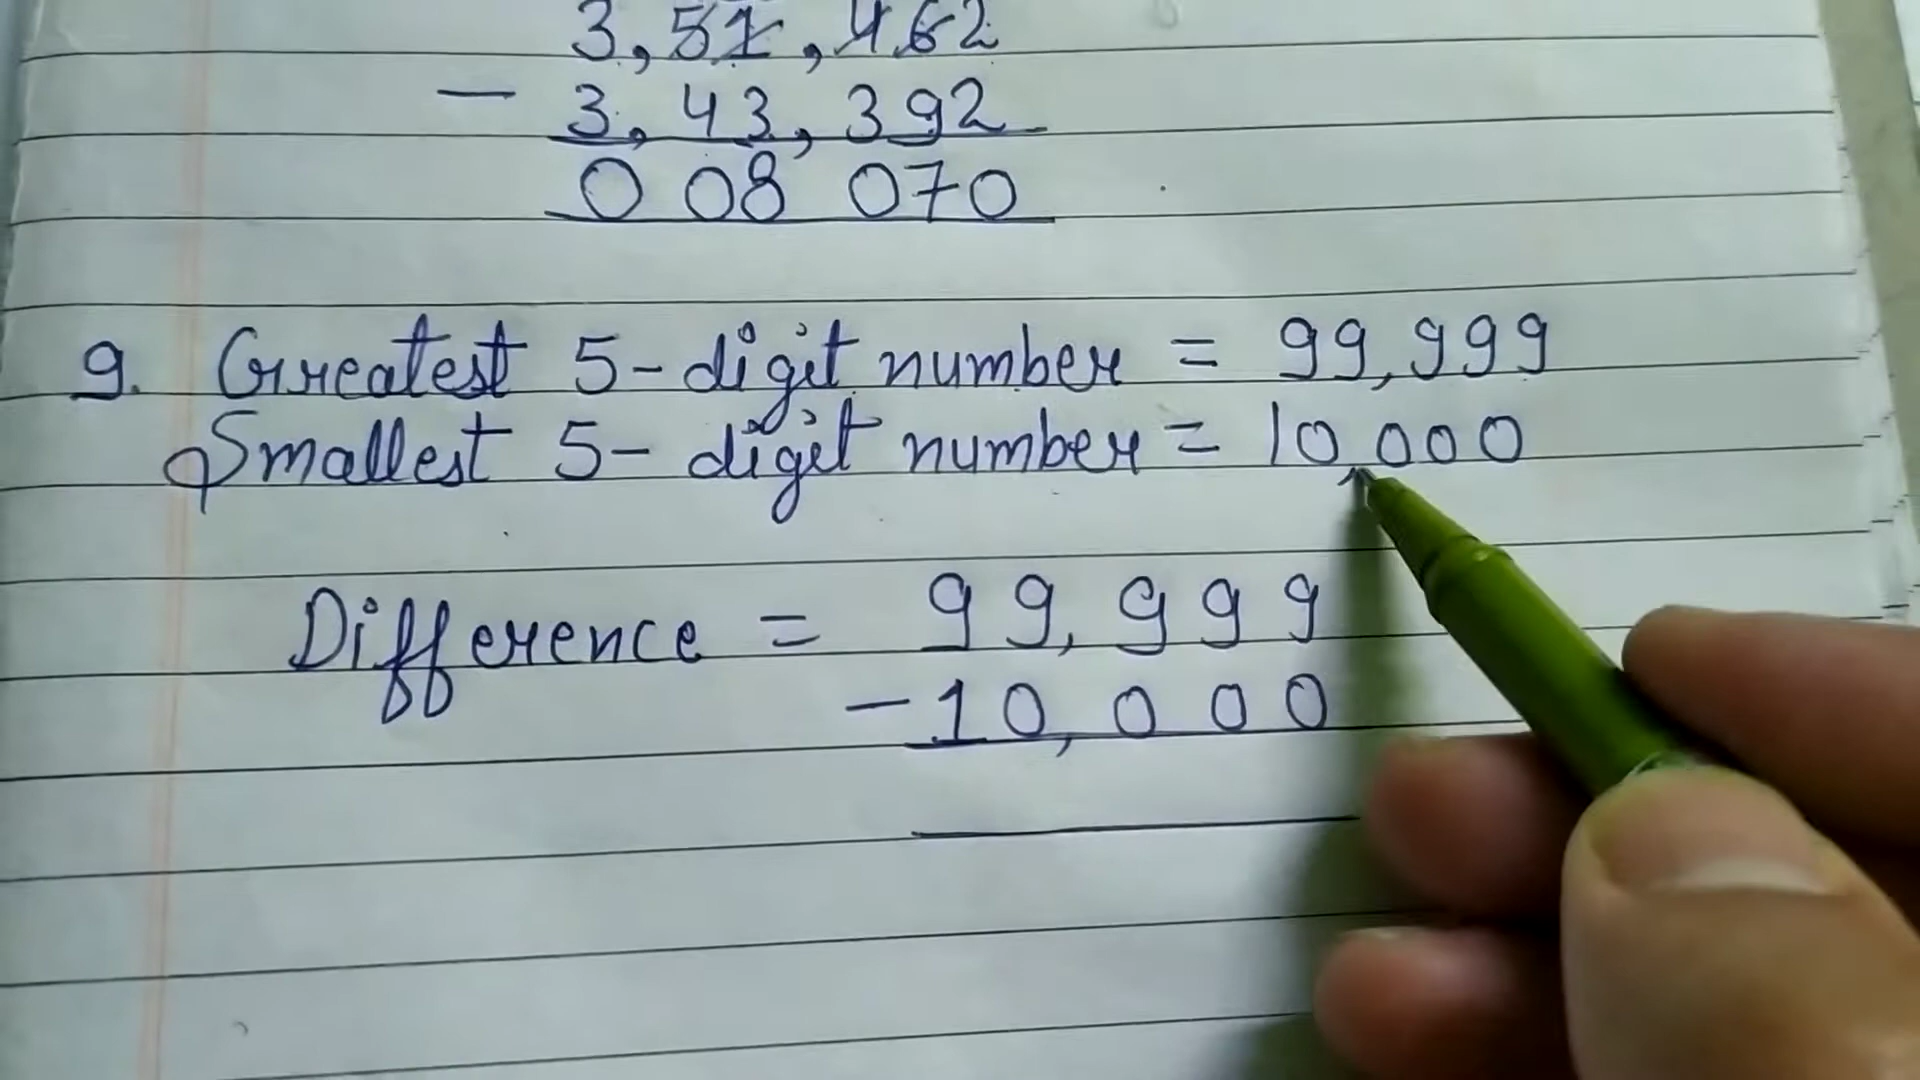 3,51,462
- 3,43,392
0 08 070
9. Greatest 5-digit number = 99,999
Smallest 5-digit number = 10,000
Difference = 99,999
- 10,000